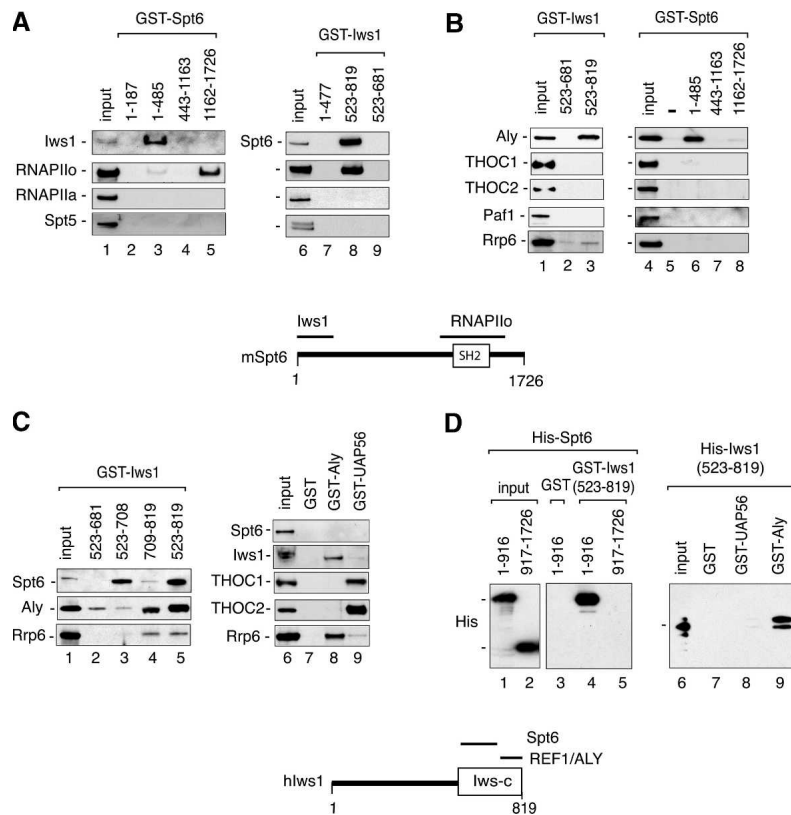 A
GST-Spt6
input
1-187
1-485
443-1163
1162-1726
Iws1 -
RNAPIIo -
RNAPIIa
Spt5 -
1 2 3 4 5
GST-Iws1
input
1-477
523-819
523-681
Spt6 -
-
-
-
6 7 8 9
B
GST-Iws1
input
523-681
523-819
Aly -
THOC1 -
THOC2 -
Paf1 -
Rrp6 -
1 2 3
GST-Spt6
input
-
1-485
443-1163
1162-1726
-
-
-
-
-
4 5 6 7 8
Iws1 RNAPIIo
mSpt6
SH2
1 1726
C
GST-Iws1
input
523-681
523-708
709-819
523-819
Spt6 -
Aly -
Rrp6 -
1 2 3 4 5
input
GST
GST-Aly
GST-UAP56
Spt6 -
Iws1 -
THOC1 -
THOC2 -
Rrp6 -
6 7 8 9
D
His-Spt6
input
GST
GST-Iws1
(523-819)
1-916
917-1726
1-916
1-916
917-1726
-
His
-
1 2 3 4 5
His-Iws1
(523-819)
input
GST
GST-UAP56
GST-Aly
-
6 7 8 9
Spt6
REF1/ALY
hIws1
Iws-c
1 819